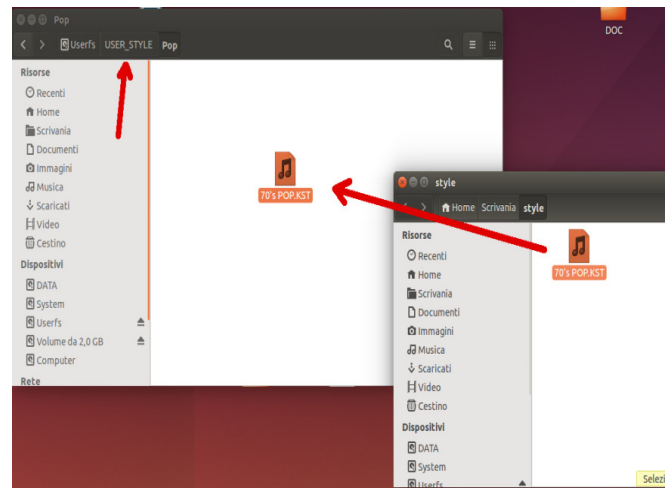 Pop
Userfs USER_STYLE Pop
Risorse
Recenti
Home
Scrivania
Documenti
Immagini
Musica
Scaricati
Video
Cestino
Dispositivi
DATA
System
Userfs
Volume da 2,0 GB
Computer
Rete
70's POP.KST
DOC
style
Home Scrivania style
Risorse
Recenti
Home
Scrivania
Documenti
Immagini
Musica
Scaricati
Video
Cestino
Dispositivi
DATA
System
Userfs
70's POP.KST
Selezi